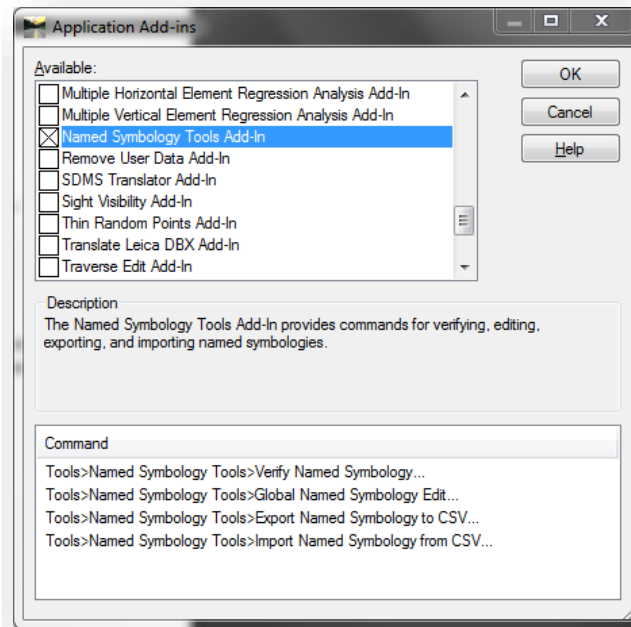 Application Add-ins
Available:
Multiple Horizontal Element Regression Analysis Add-In
Multiple Vertical Element Regression Analysis Add-In
Named Symbology Tools Add-In
Remove User Data Add-In
SDMS Translator Add-In
Sight Visibility Add-In
Thin Random Points Add-In
Translate Leica DBX Add-In
Traverse Edit Add-In
OK
Cancel
Help
Description
The Named Symbology Tools Add-In provides commands for verifying, editing,
exporting, and importing named symbologies.
Command
Tools>Named Symbology Tools>Verify Named Symbology...
Tools>Named Symbology Tools>Global Named Symbology Edit...
Tools>Named Symbology Tools>Export Named Symbology to CSV...
Tools>Named Symbology Tools>Import Named Symbology from CSV...